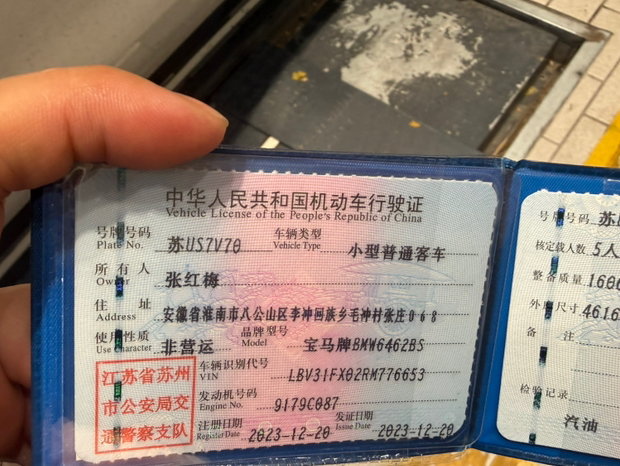 中华人民共和国机动车行驶证
Vehicle License of the People's Republic of China
号牌号码 苏US7V70 车辆类型 小型普通客车
Plate No. Vehicle Type
所有人 张红梅
Owner
住址 安徽省淮南市八公山区李冲回族乡毛冲村张庄068
Address
使用性质 非营运 品牌型号 宝马牌BMW6462BS
Use Character Model
江苏省苏州
市公安局交
通警察支队
车辆识别代号 LBV31FX02RM776653
VIN
发动机号码 9179C087
Engine No.
注册日期 2023-12-20 发证日期 2023-12-20
Register Date Issue Date
号牌号码
核定载人数 5人
整备质量
外廓尺寸 4616
备注
检验记录
汽油